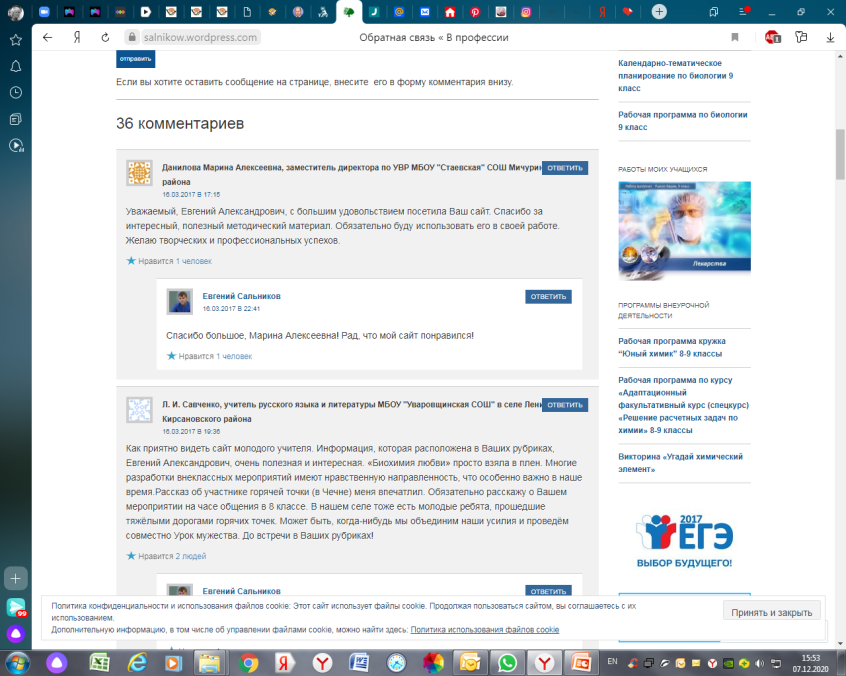 salnikow.wordpress.com
Обратная связь « В профессии
отправить
Если вы хотите оставить сообщение на странице, внесите его в форму комментария внизу.
36 комментариев
Данилова Марина Алексеевна, заместитель директора по УВР МБОУ "Стаевская" СОШ Мичурин
района
ОТВЕТИТЬ
16.03.2017 В 17:15
Уважаемый, Евгений Александрович, с большим удовольствием посетила Ваш сайт. Спасибо за
интересный, полезный методический материал. Обязательно буду использовать его в своей работе.
Желаю творческих и профессиональных успехов.
Нравится 1 человек
Евгений Сальников
ОТВЕТИТЬ
16.03.2017 В 22:41
Спасибо большое, Марина Алексеевна! Рад, что мой сайт понравился!
Нравится 1 человек
Л. И. Савченко, учитель русского языка и литературы МБОУ "Уваровщинская СОШ" в селе Лени
Кирсановского района
ОТВЕТИТЬ
16.03.2017 В 19:36
Как приятно видеть сайт молодого учителя. Информация, которая расположена в Ваших рубриках,
Евгений Александрович, очень полезная и интересная. «Биохимия любви» просто взяла в плен. Многие
разработки внеклассных мероприятий имеют нравственную направленность, что особенно важно в наше
время.Рассказ об участнике горячей точки (в Чечне) меня впечатлил. Обязательно расскажу о Вашем
мероприятии на часе общения в 8 классе. В нашем селе тоже есть молодые ребята, прошедшие
тяжёлыми дорогами горячих точек. Может быть, когда-нибудь мы объединим наши усилия и проведём
совместно Урок мужества. До встречи в Ваших рубриках!
Нравится 2 людей
Евгений Сальников
ОТВЕТИТЬ
Календарно-тематическое
планирование по биологии 9
класс
Рабочая программа по биологии
9 класс
РАБОТЫ МОИХ УЧАЩИХСЯ
Лекарства
ПРОГРАММЫ ВНЕУРОЧНОЙ
ДЕЯТЕЛЬНОСТИ
Рабочая программа кружка
"Юный химик" 8-9 классы
Рабочая программа по курсу
«Адаптационный
факультативный курс (спецкурс)
«Решение расчетных задач по
химии» 8-9 классы
Викторина «Угадай химический
элемент»
2017
ЕГЭ
ВЫБОР БУДУЩЕГО!
Политика конфиденциальности и использования файлов cookie: Этот сайт использует файлы cookie. Продолжая пользоваться сайтом, вы соглашаетесь с их
использованием.
Дополнительную информацию, в том числе об управлении файлами cookie, можно найти здесь: Политика использования файлов cookie
Принять и закрыть
99
EN
15:53
07.12.2020